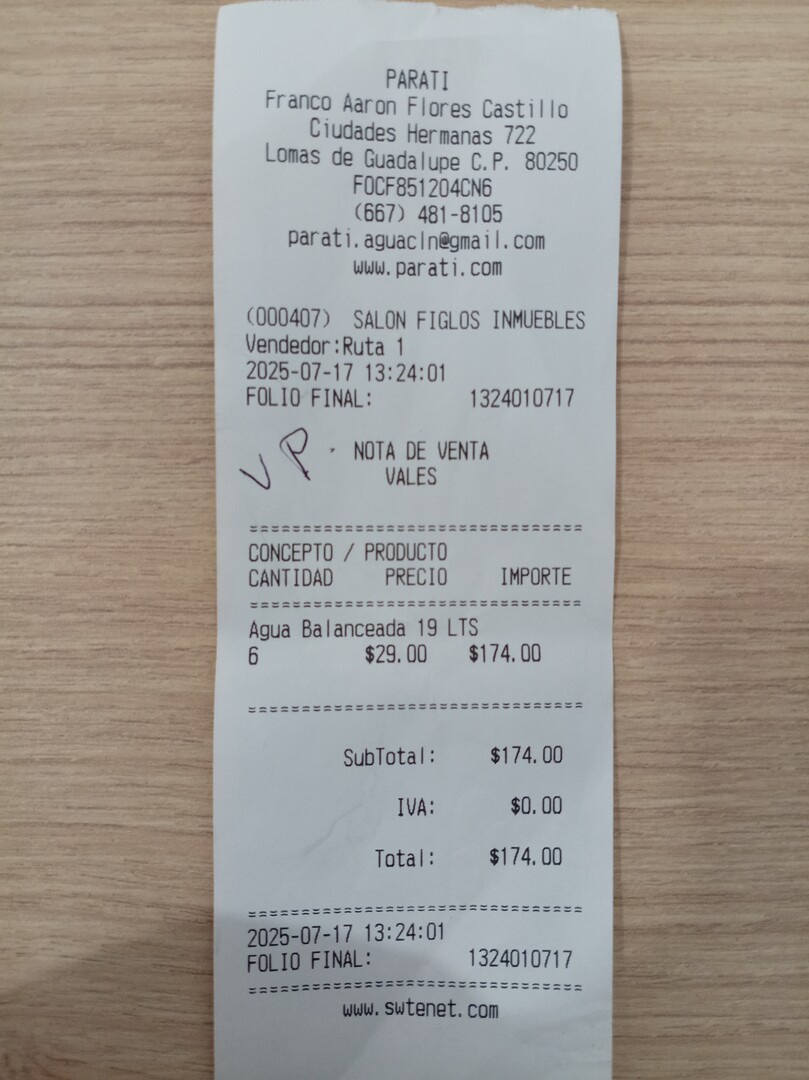 PARATI
Franco Aaron Flores Castillo
Ciudades Hermanas 722
Lomas de Guadalupe C.P. 80250
FOCF851204CN6
(667) 481-8105
parati.aguacln@gmail.com
www.parati.com
(000407) SALON FIGLOS INMUEBLES
Vendedor:Ruta 1
2025-07-17 13:24:01
FOLIO FINAL: 1324010717
VP
NOTA DE VENTA
VALES
==============================
CONCEPTO / PRODUCTO
CANTIDAD PRECIO IMPORTE
==============================
Agua Balanceada 19 LTS
6 $29.00 $174.00
==============================
SubTotal: $174.00
IVA: $0.00
Total: $174.00
==============================
2025-07-17 13:24:01
FOLIO FINAL: 1324010717
==============================
www.swtenet.com